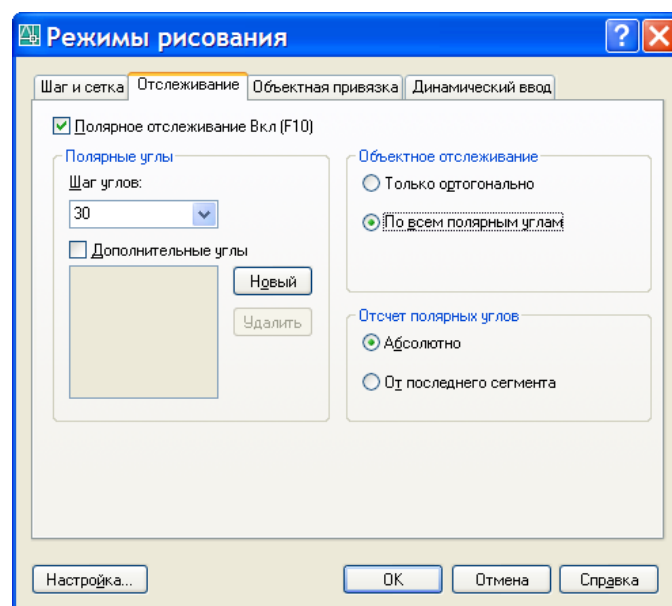 Режимы рисования
Шаг и сетка Отслеживание Объектная привязка Динамический ввод
Полярное отслеживание Вкл (F10)
Полярные углы
Шаг углов:
30
Дополнительные углы
Новый
Удалить
Объектное отслеживание
Только ортогонально
По всем полярным углам
Отсчет полярных углов
Абсолютно
От последнего сегмента
Настройка... OK Отмена Справка